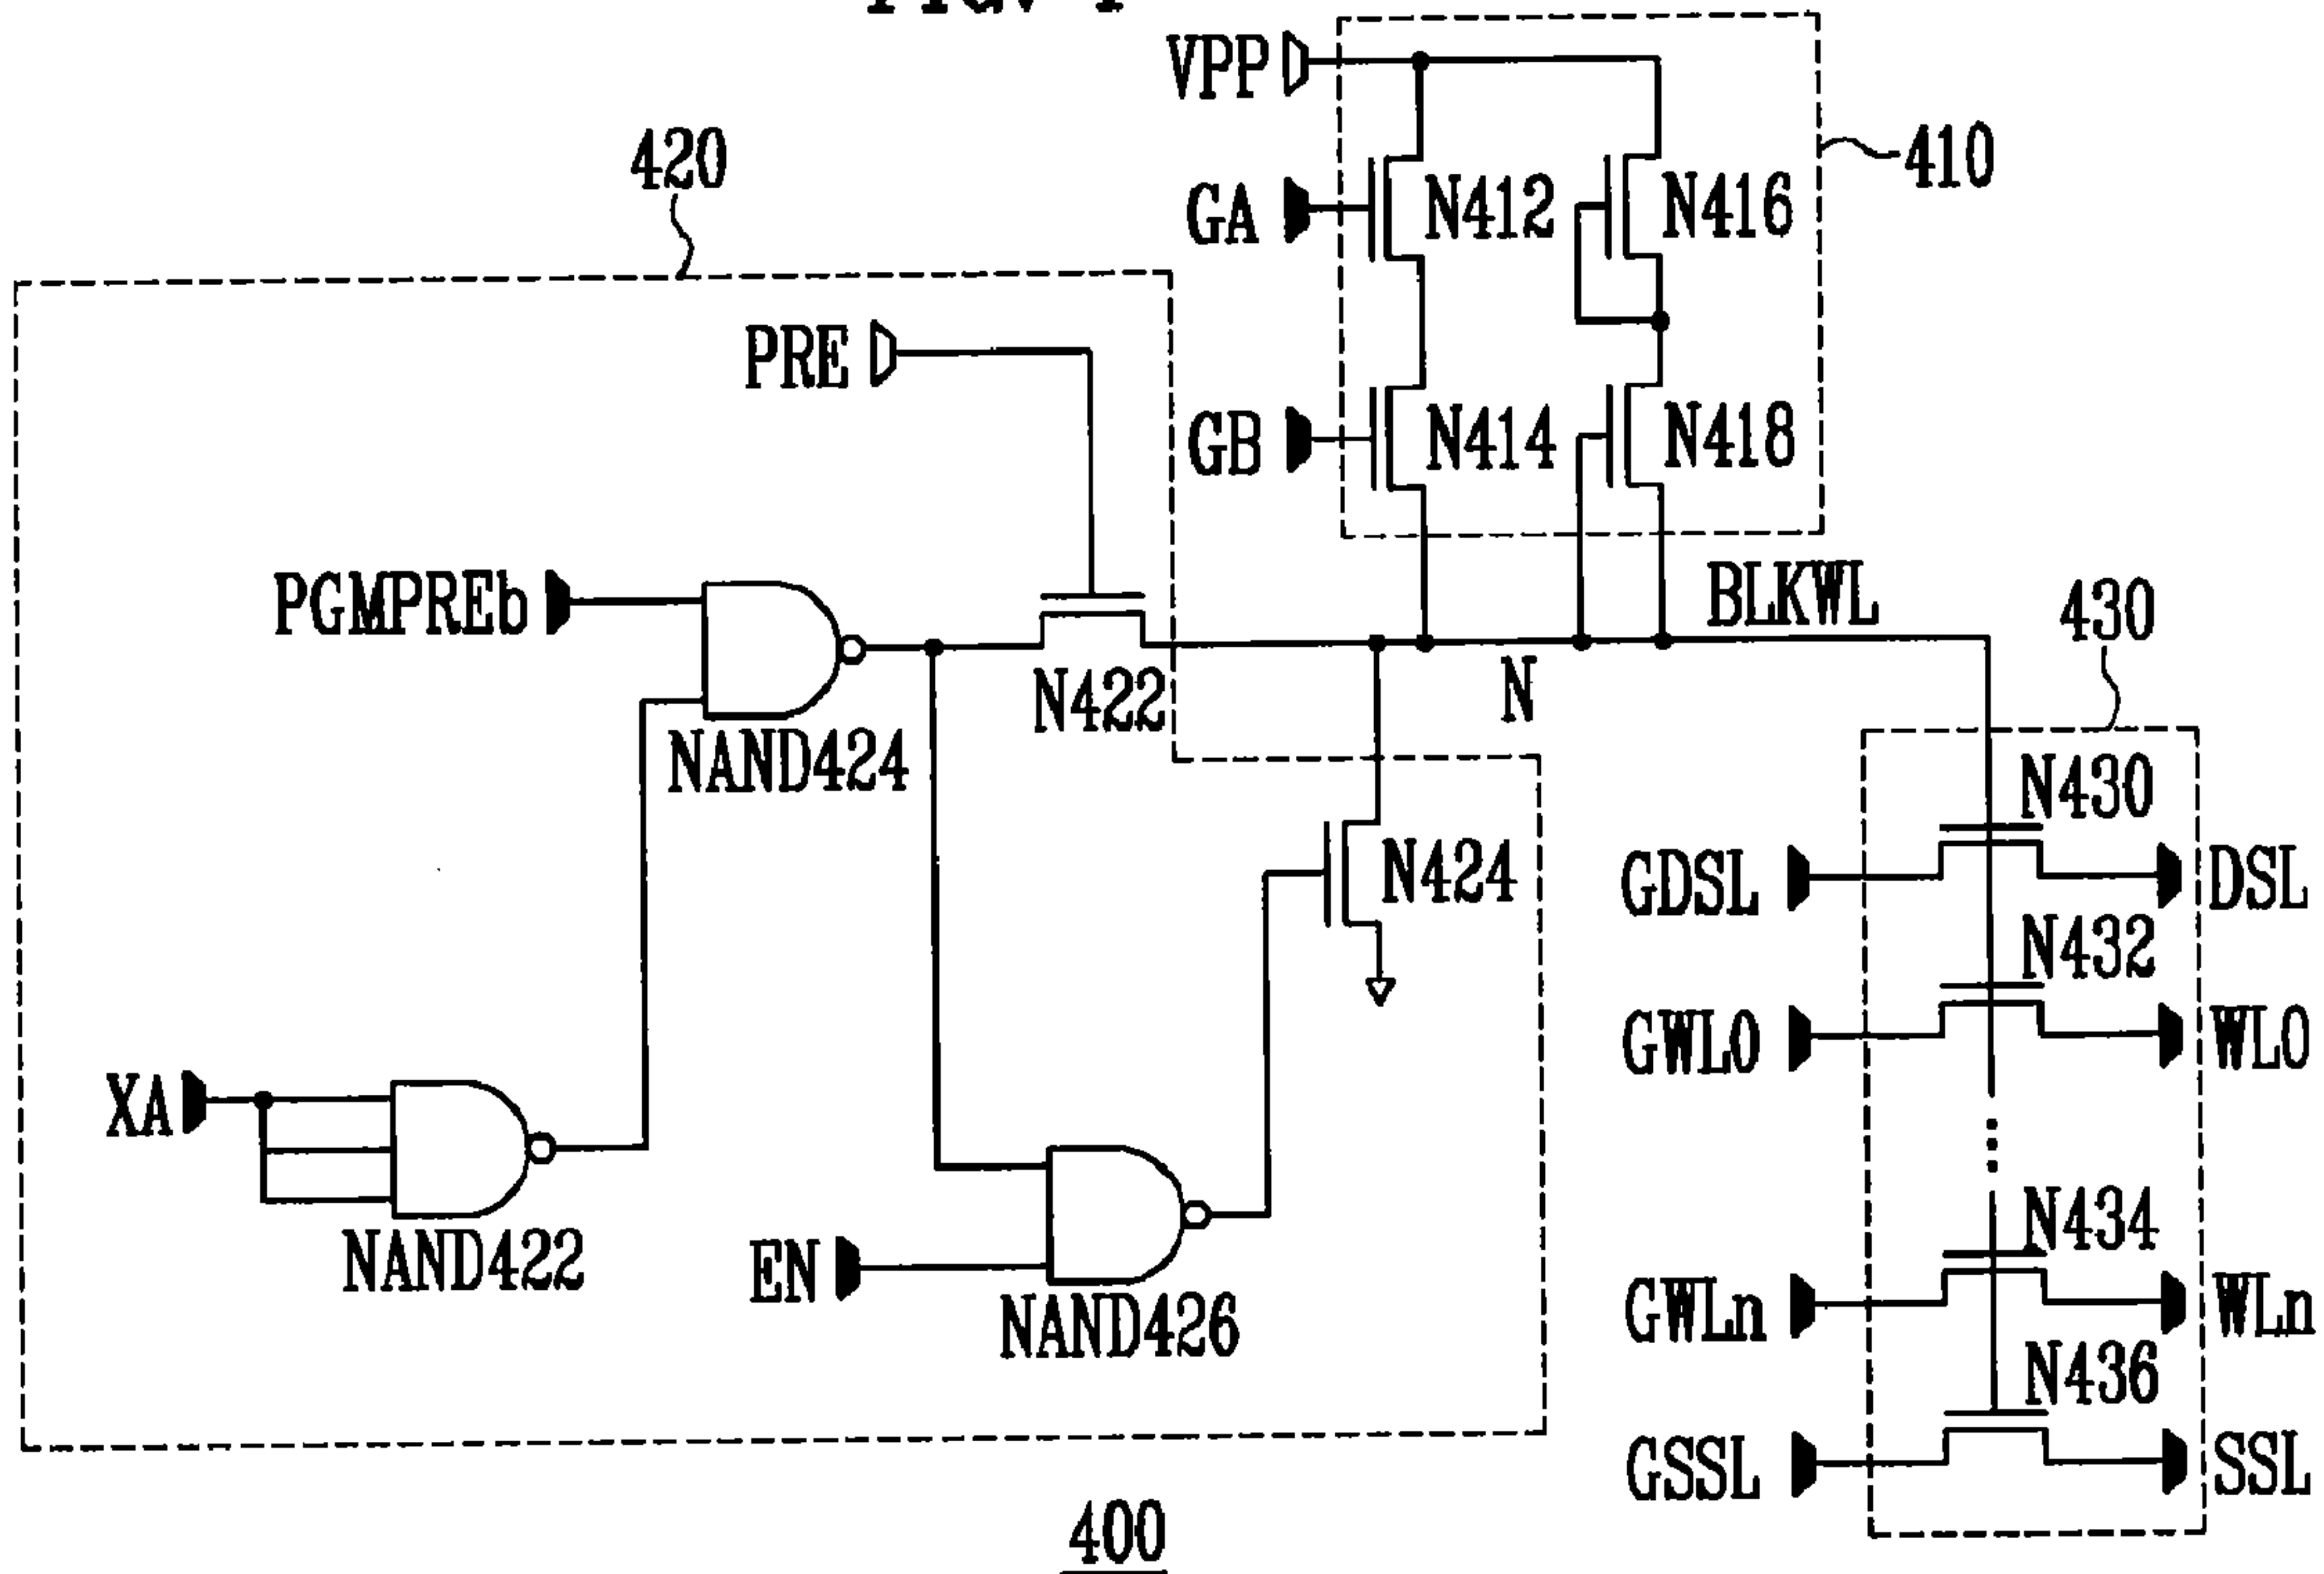 VPP
420
410
GA
N412
N416
PRE
GB
N414
N418
PGMPREb
BLKWL
430
N422
N
NAND424
N430
N424
GDSL
DSL
N432
GWL0
WL0
XA
NAND422
EN
NAND426
N434
GWLn
WLn
N436
GSSL
SSL
400